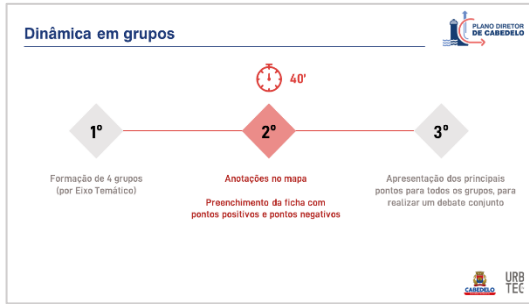 Dinâmica em grupos
PLANO DIRETOR
DE CABEDELO
40'
1º
2º
3º
Formação de 4 grupos
(por Eixo Temático)
Anotações no mapa
Preenchimento da ficha com
pontos positivos e pontos negativos
Apresentação dos principais
pontos para todos os grupos, para
realizar um debate conjunto
CABEDELO
URB
TEC